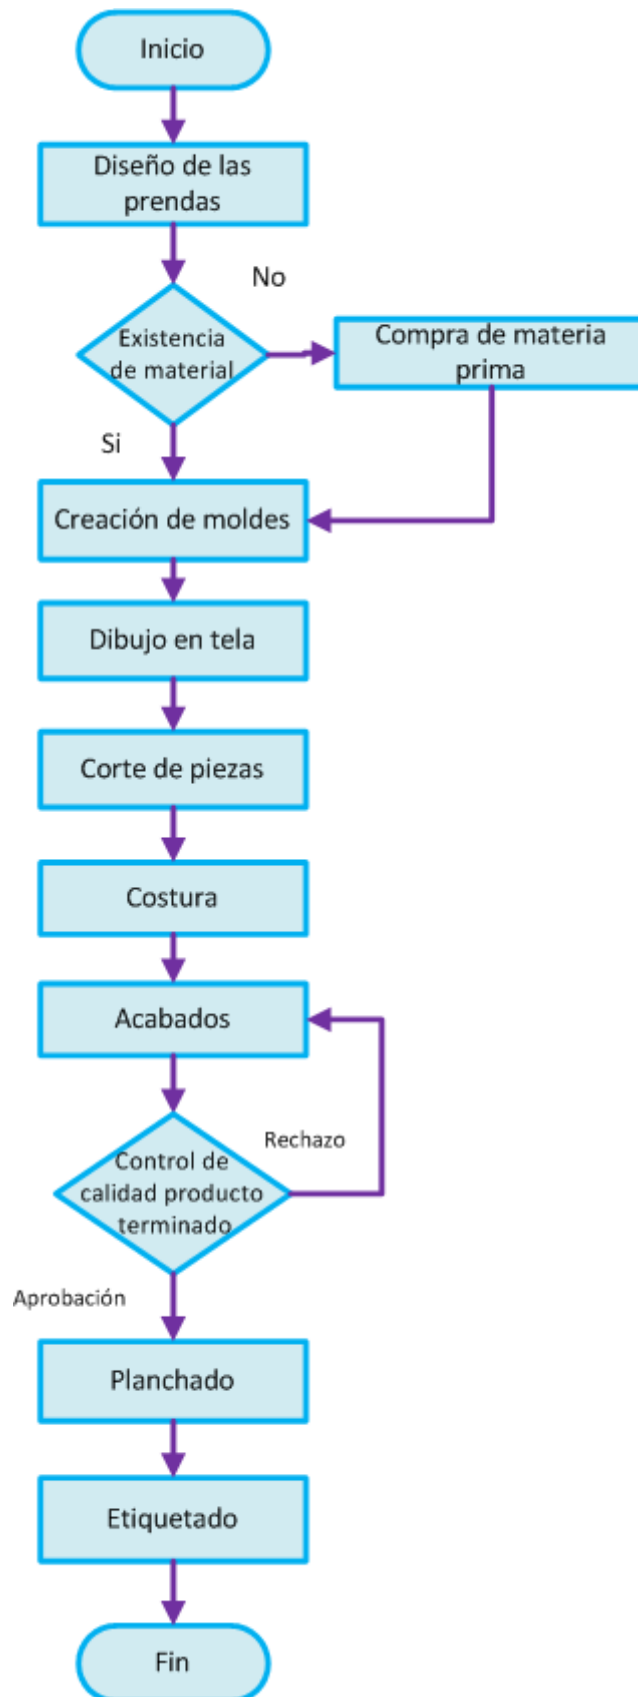 Inicio
Diseño de las
prendas
No
Existencia
de material
Compra de materia
prima
Si
Creación de moldes
Dibujo en tela
Corte de piezas
Costura
Acabados
Rechazo
Control de
calidad producto
terminado
Aprobación
Planchado
Etiquetado
Fin